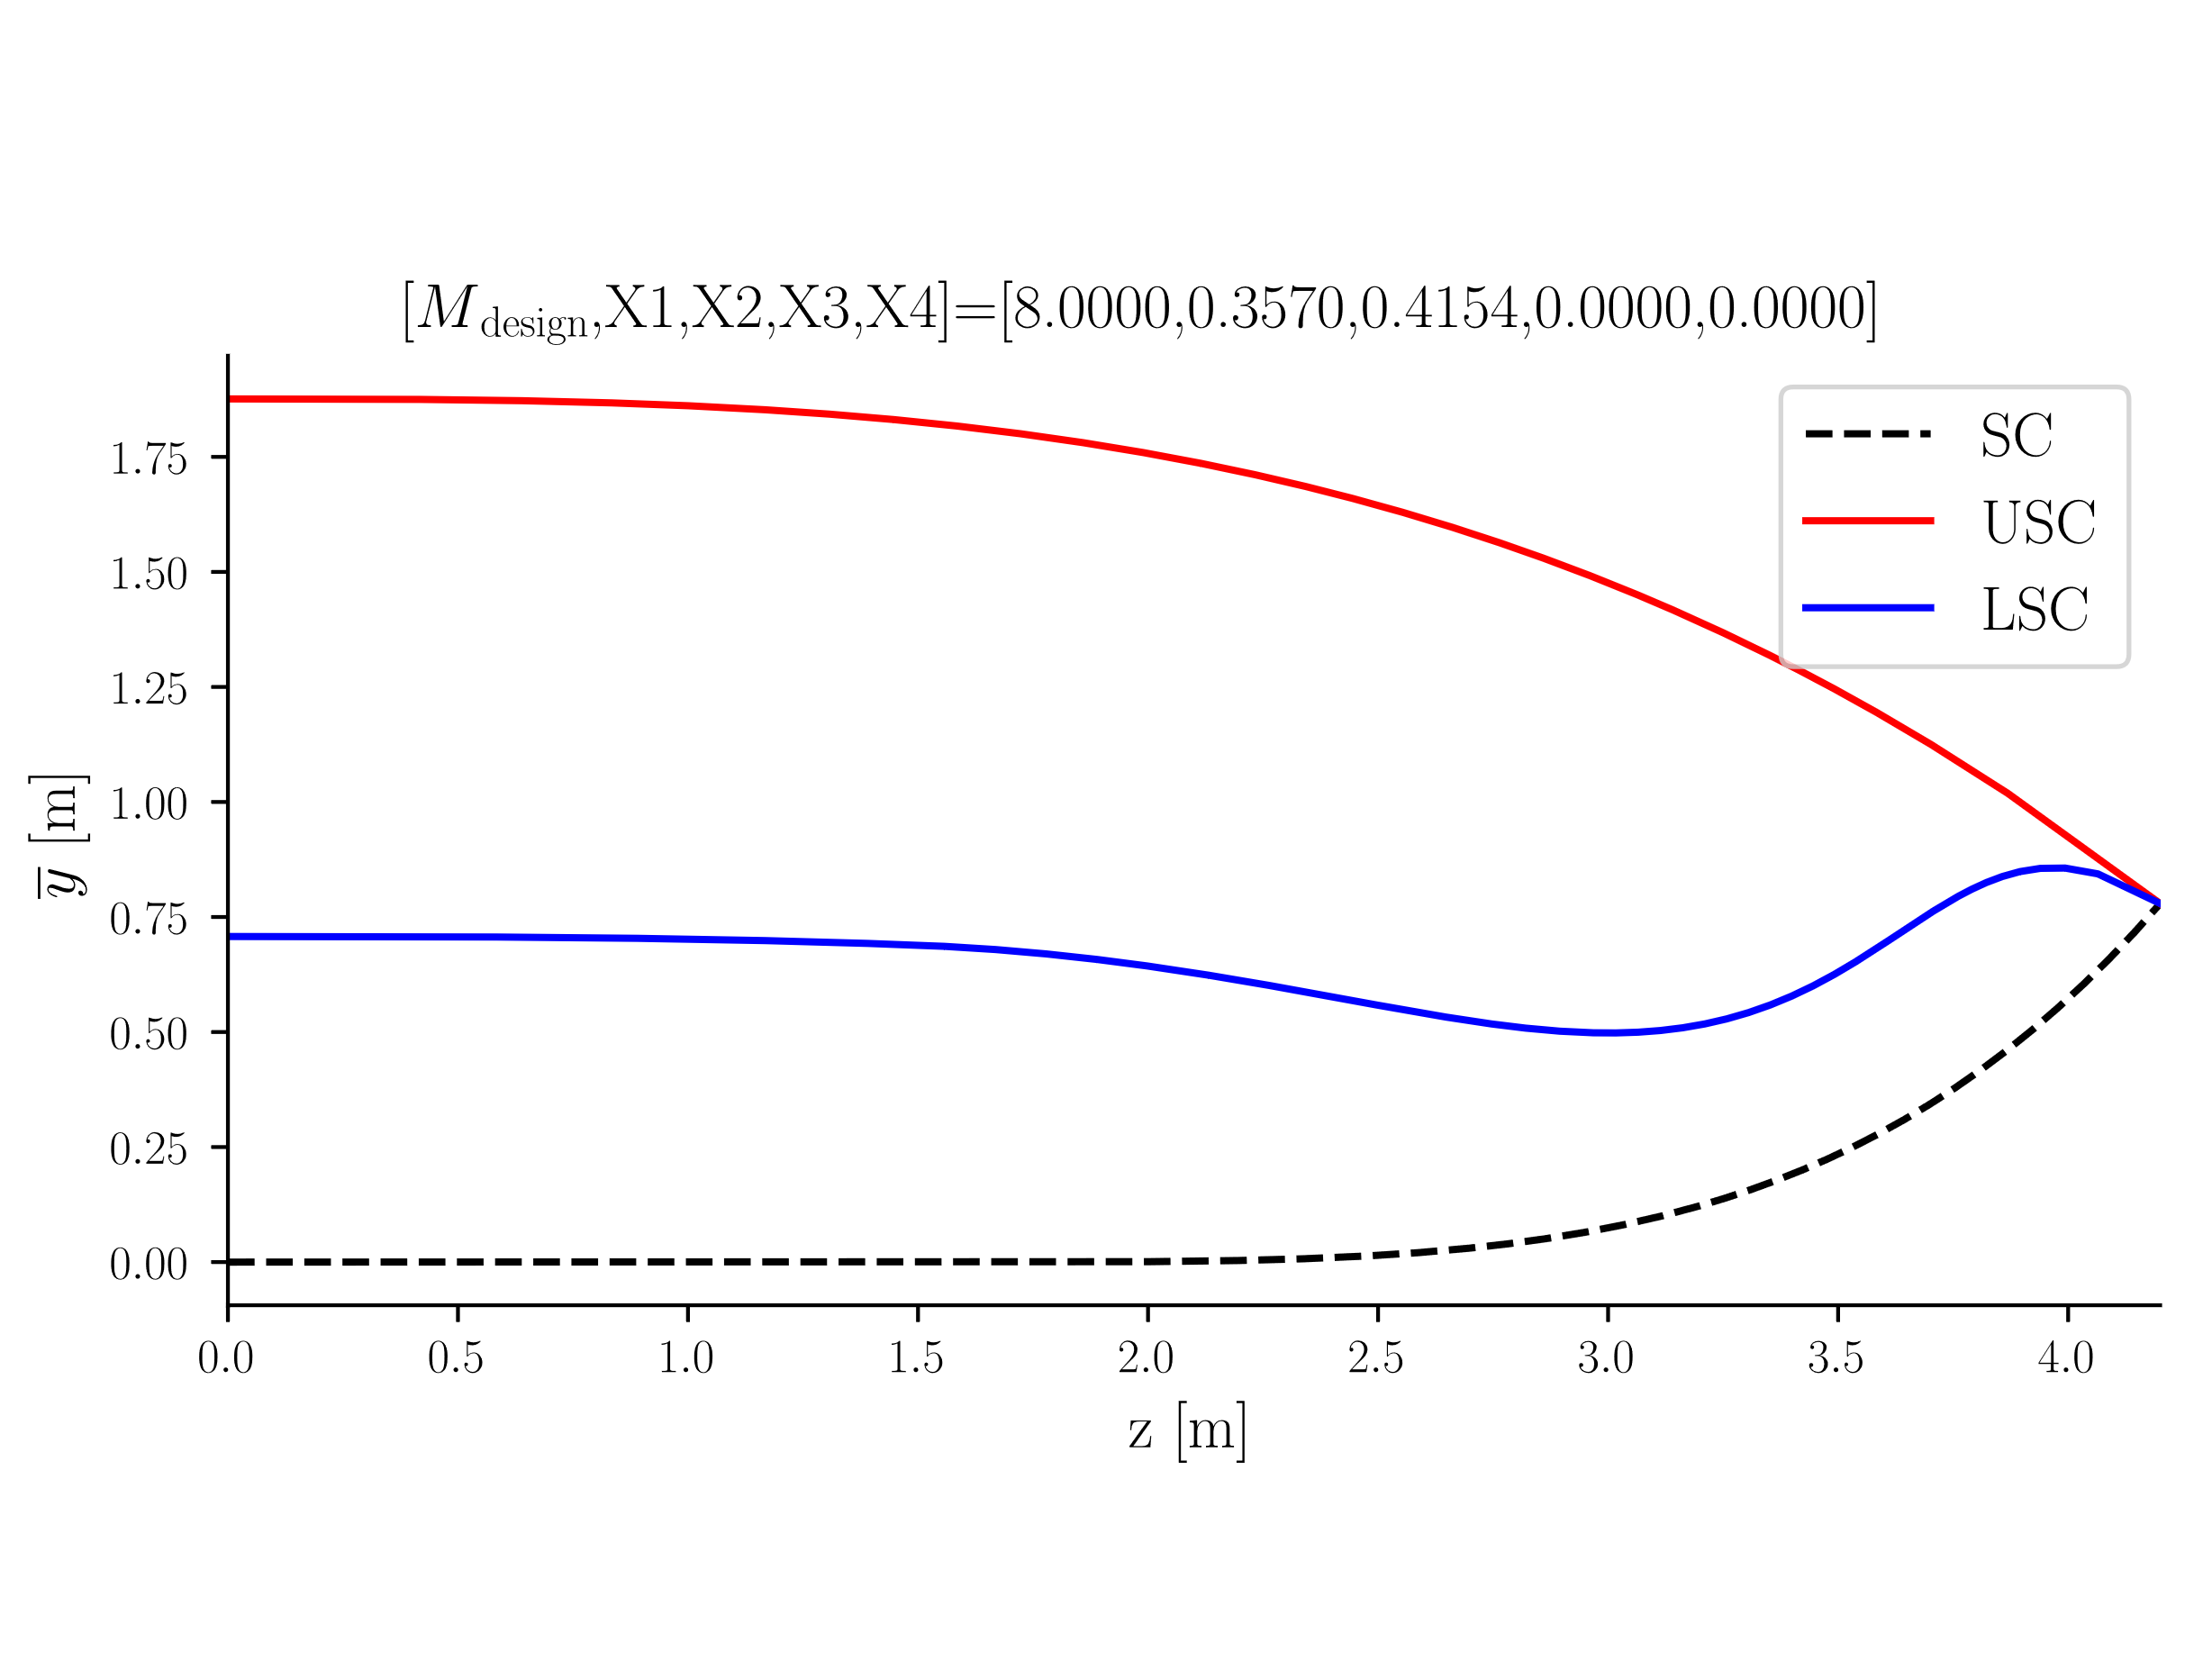 [M_design,X1,X2,X3,X4]=[8.0000,0.3570,0.4154,0.0000,0.0000]
SC
USC
LSC
1.75
1.50
1.25
1.00
0.75
0.50
0.25
0.00
y̅ [m]
0.0 0.5 1.0 1.5 2.0 2.5 3.0 3.5 4.0
z [m]